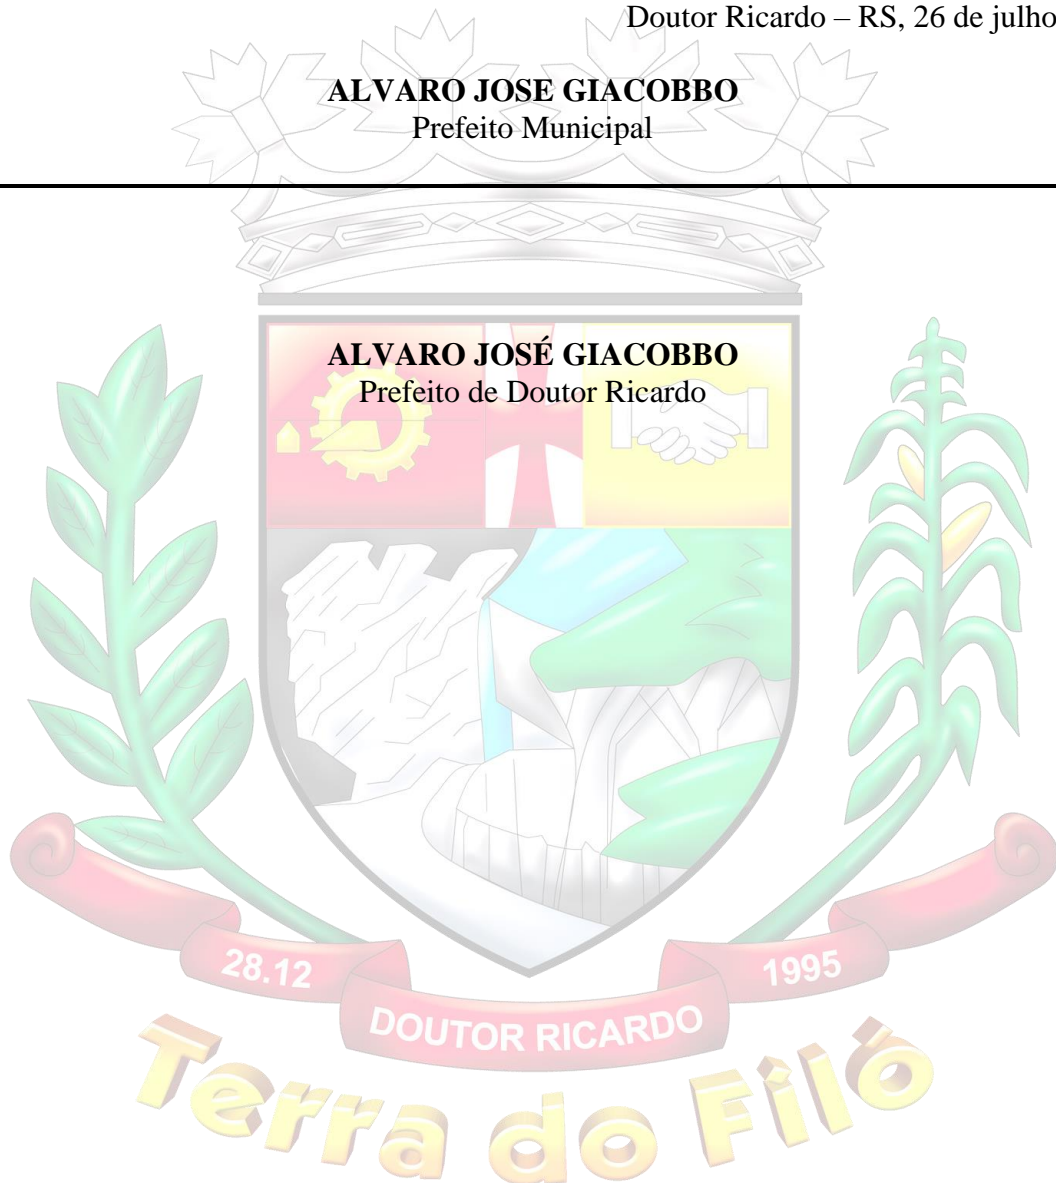 Doutor Ricardo – RS, 26 de julho
ALVARO JOSE GIACOBBO
Prefeito Municipal
ALVARO JOSÉ GIACOBBO
Prefeito de Doutor Ricardo
28.12
1995
DOUTOR RICARDO
Terra do Filó